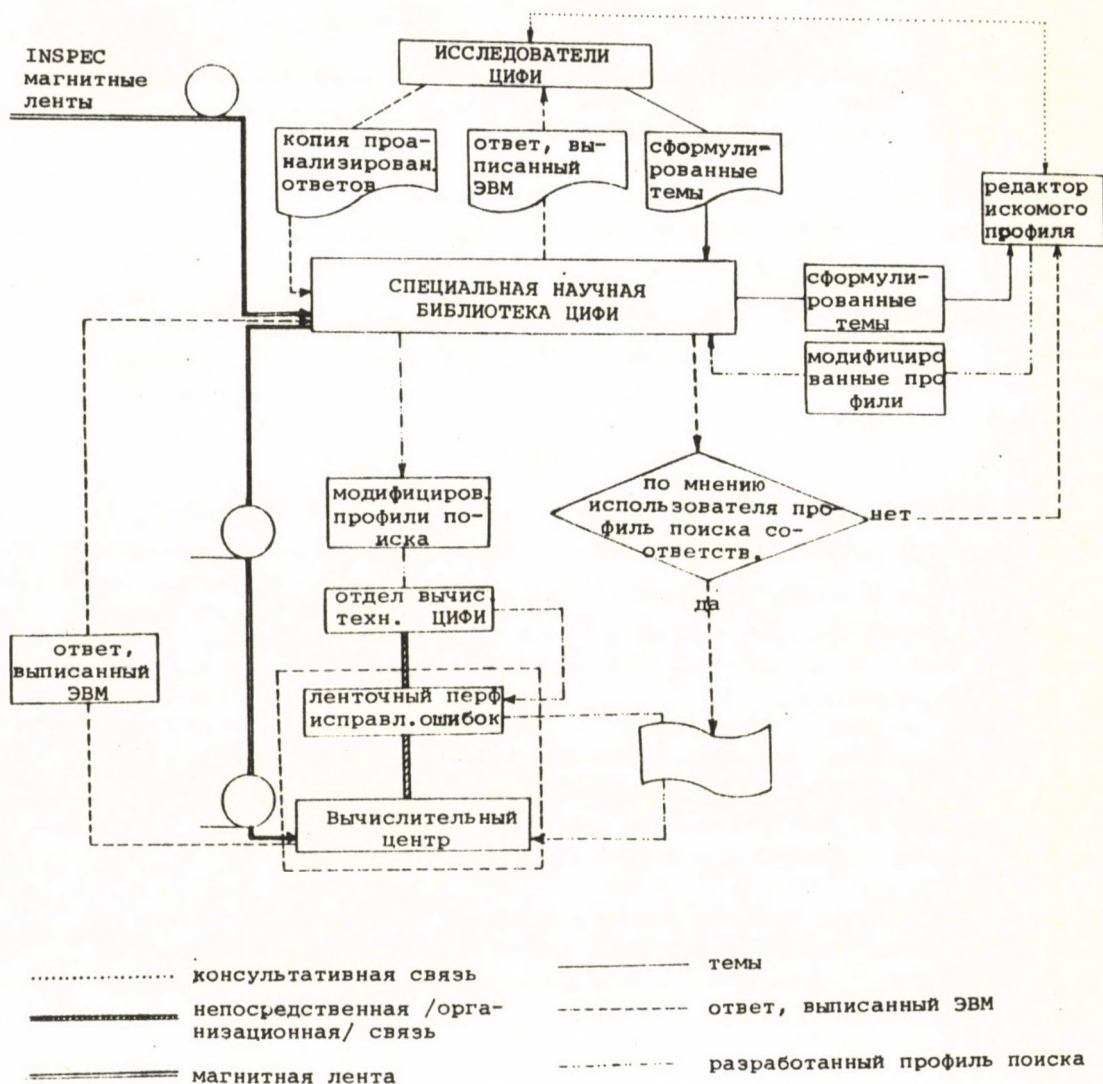 INSPEC
магнитные
ленты
ИССЛЕДОВАТЕЛИ
ЦИФИ
копия проа-
нализирован.
ответов
ответ, вы-
писанный
ЭВМ
сформули-
рованные
темы
редактор
искомого
профиля
СПЕЦИАЛЬНАЯ НАУЧНАЯ
БИБЛИОТЕКА ЦИФИ
сформули-
рованные
темы
модифициро
ванные про
фили
модифициров.
профили по-
иска
по мнению
использователя про-
филь поиска со-
ответств.
нет
да
отдел вычис.
техн. ЦИФИ
ответ,
выписанный
ЭВМ
ленточный перф
исправл.ошибок
Вычислительный
центр
консультативная связь
непосредственная /орга-
низационная/ связь
магнитная лента
темы
ответ, выписанный ЭВМ
разработанный профиль поиска